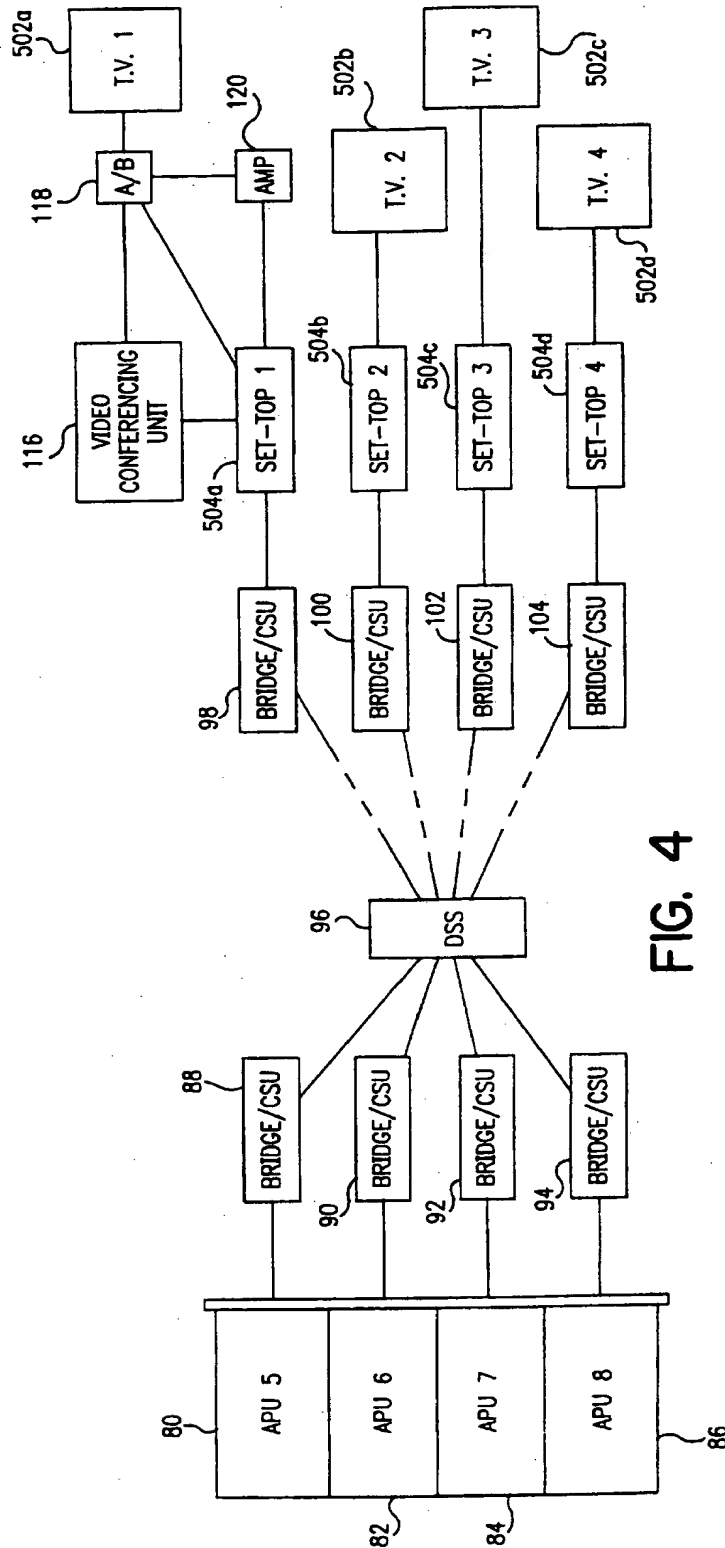 80
APU 5
APU 6
82
APU 7
84
APU 8
86
88
BRIDGE/CSU
90
BRIDGE/CSU
92
BRIDGE/CSU
94
BRIDGE/CSU
96
DSS
98
BRIDGE/CSU
100
BRIDGE/CSU
102
BRIDGE/CSU
104
BRIDGE/CSU
116
VIDEO
CONFERENCING
UNIT
504a
SET-TOP 1
504b
SET-TOP 2
504c
SET-TOP 3
504d
SET-TOP 4
118
A/B
120
AMP
502a
T.V. 1
502b
T.V. 2
T.V. 3
502c
T.V. 4
502d
FIG. 4